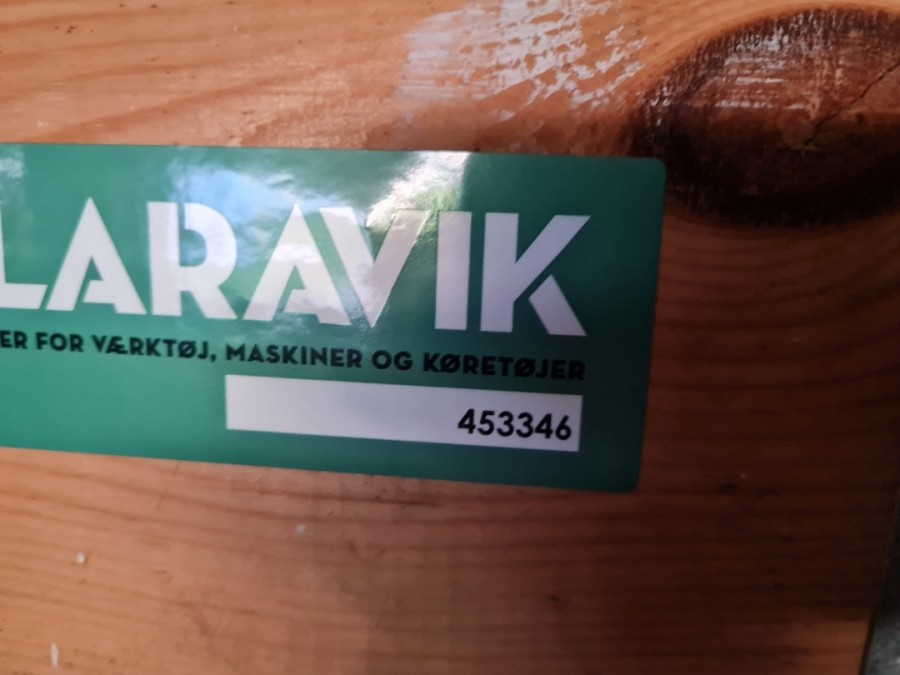 LARAVIK
ER FOR VÆRKTØJ, MASKINER OG KØRETØJER
453346